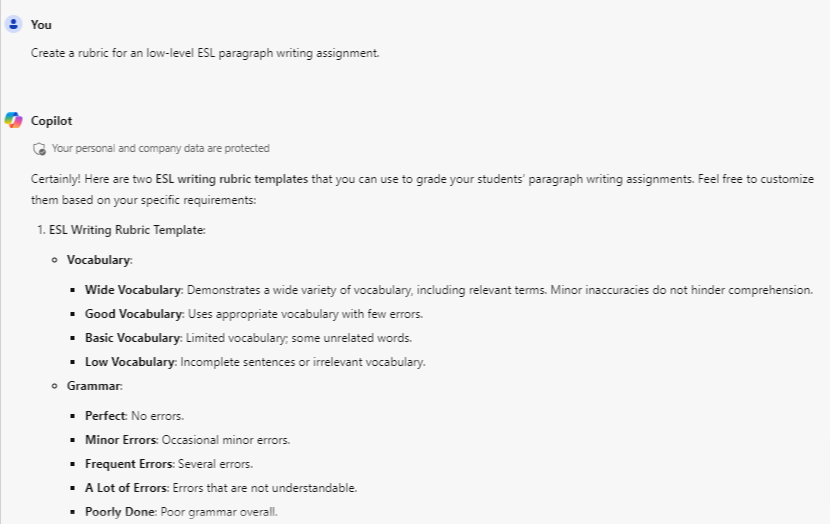 You
Create a rubric for an low-level ESL paragraph writing assignment.
Copilot
Your personal and company data are protected
Certainly! Here are two ESL writing rubric templates that you can use to grade your students' paragraph writing assignments. Feel free to customize
them based on your specific requirements:
1. ESL Writing Rubric Template:
Vocabulary:
Wide Vocabulary: Demonstrates a wide variety of vocabulary, including relevant terms. Minor inaccuracies do not hinder comprehension.
Good Vocabulary: Uses appropriate vocabulary with few errors.
Basic Vocabulary: Limited vocabulary; some unrelated words.
Low Vocabulary: Incomplete sentences or irrelevant vocabulary.
Grammar:
Perfect: No errors.
Minor Errors: Occasional minor errors.
Frequent Errors: Several errors.
A Lot of Errors: Errors that are not understandable.
Poorly Done: Poor grammar overall.